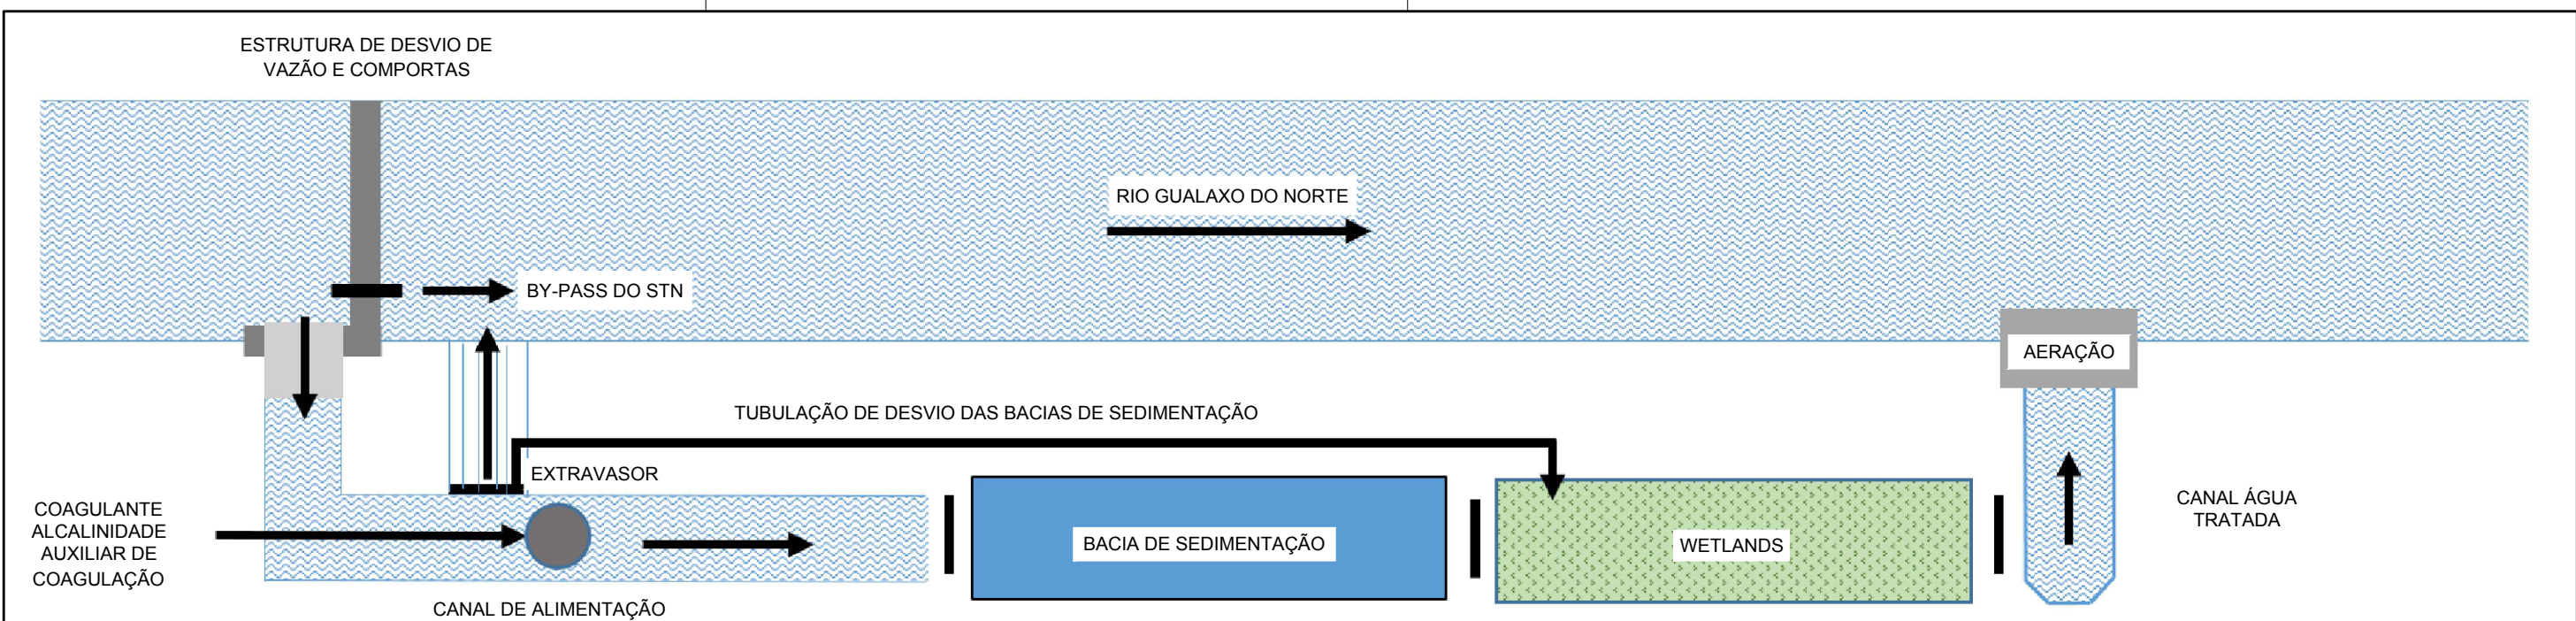 ESTRUTURA DE DESVIO DE
VAZÃO E COMPORTAS
RIO GUALAXO DO NORTE
BY-PASS DO STN
AERAÇÃO
TUBULAÇÃO DE DESVIO DAS BACIAS DE SEDIMENTAÇÃO
EXTRAVASOR
COAGULANTE
ALCALINIDADE
AUXILIAR DE
COAGULAÇÃO
BACIA DE SEDIMENTAÇÃO
WETLANDS
CANAL ÁGUA
TRATADA
CANAL DE ALIMENTAÇÃO